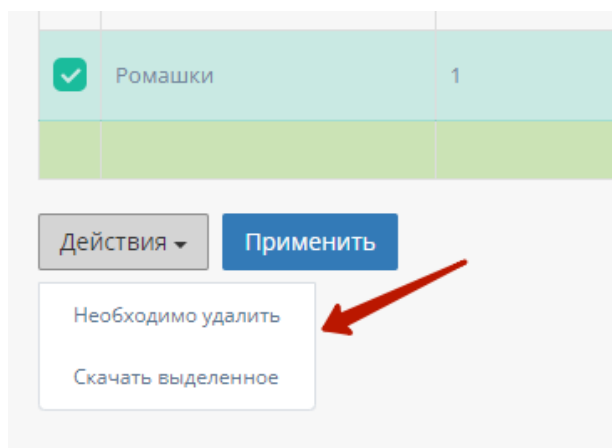 Ромашки 1
Действия Применить
Необходимо удалить
Скачать выделенное